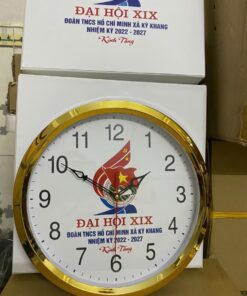 ĐẠI HỘI XIX
ĐOÀN TNCS HỒ CHÍ MINH XÃ KỲ KHANG
NHIỆM KỲ 2022 - 2027
Kính Tặng
12
11
1
10
2
9
3
8
4
7
5
6
ĐẠI HỘI XIX
ĐOÀN TNCS HỒ CHÍ MINH XÃ KỲ KHANG
NHIỆM KỲ 2022 - 2027
Kính Tặng